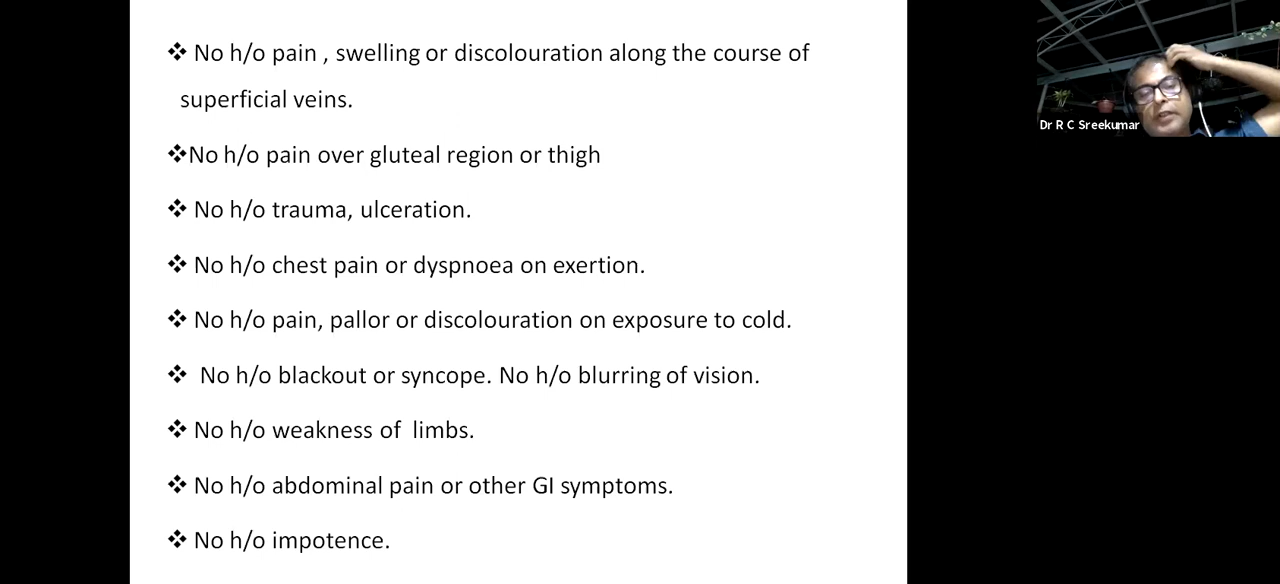 ❖ No h/o pain , swelling or discolouration along the course of
superficial veins.
❖No h/o pain over gluteal region or thigh
❖ No h/o trauma, ulceration.
❖ No h/o chest pain or dyspnoea on exertion.
❖ No h/o pain, pallor or discolouration on exposure to cold.
❖ No h/o blackout or syncope. No h/o blurring of vision.
❖ No h/o weakness of limbs.
❖ No h/o abdominal pain or other GI symptoms.
❖ No h/o impotence.
Dr R C Sreekumar